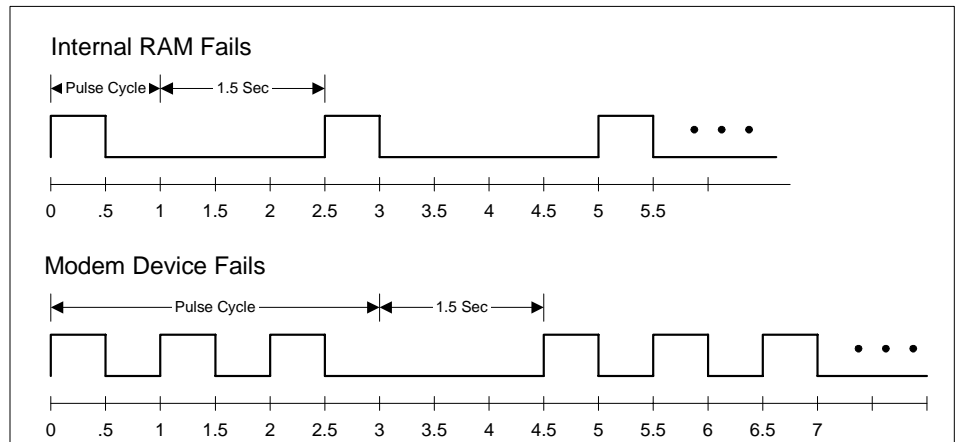 Internal RAM Fails
Pulse Cycle 1.5 Sec
0 .5 1 1.5 2 2.5 3 3.5 4 4.5 5 5.5
Modem Device Fails
Pulse Cycle 1.5 Sec
0 .5 1 1.5 2 2.5 3 3.5 4 4.5 5 5.5 6 6.5 7